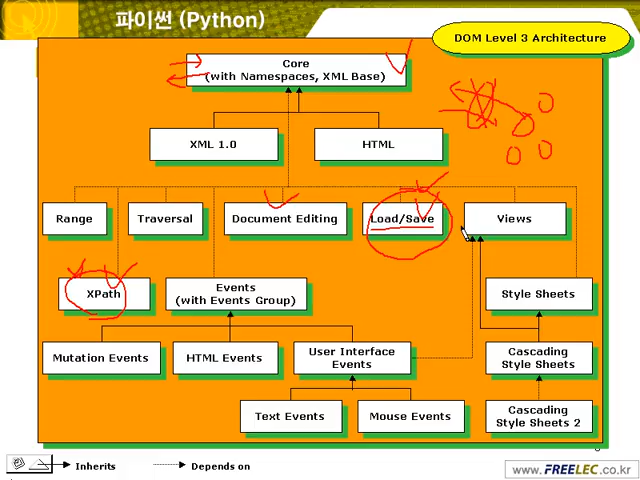 파이썬 (Python)
DOM Level 3 Architecture
Core
(with Namespaces, XML Base)
XML 1.0
HTML
Range
Traversal
Document Editing
Load/Save
Views
XPath
Events
(with Events Group)
Style Sheets
Mutation Events
HTML Events
User Interface
Events
Cascading
Style Sheets
Text Events
Mouse Events
Cascading
Style Sheets 2
Inherits
Depends on
www.FREELEC.co.kr